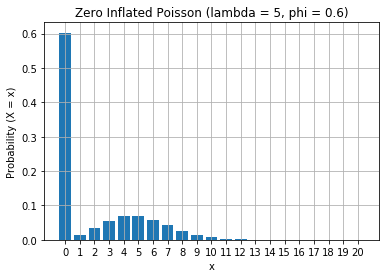 Zero Inflated Poisson (lambda = 5, phi = 0.6)
0.6
0.5
0.4
0.3
0.2
0.1
0.0
Probability (X = x)
0 1 2 3 4 5 6 7 8 9 10 11 12 13 14 15 16 17 18 19 20
x